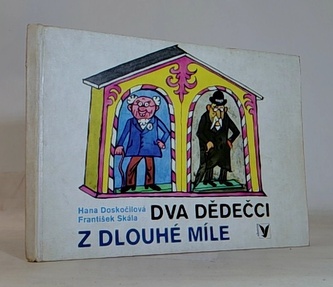 Hana Doskočilová
František Skála
DVA DĚDEČCI
Z DLOUHÉ MÍLE